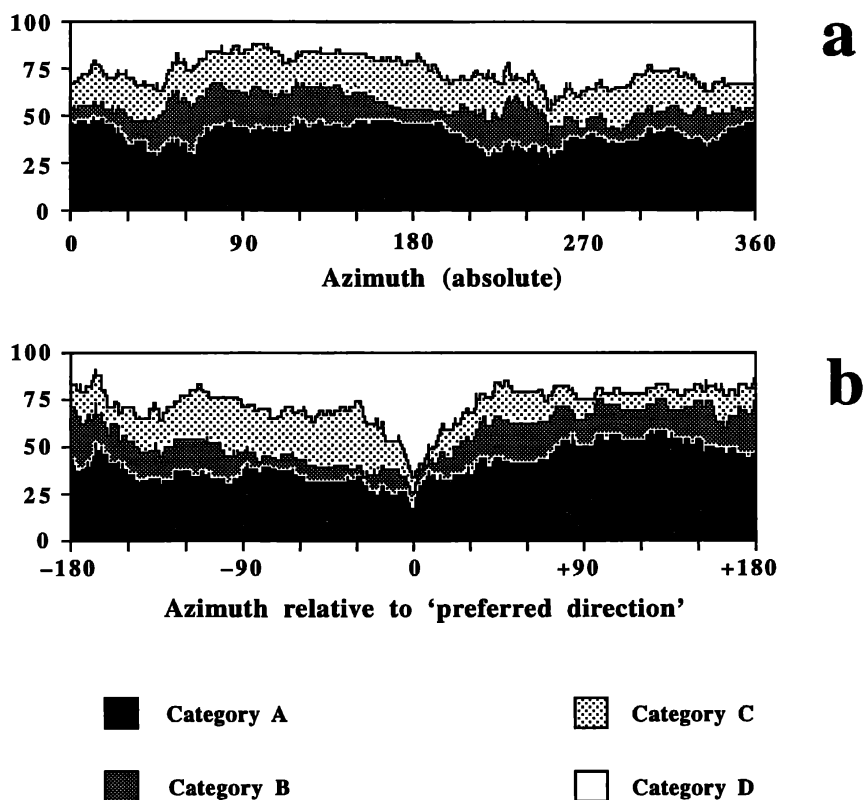 100
75
50
25
0
0 90 180 270 360
Azimuth (absolute)
a
100
75
50
25
0
−180 −90 0 +90 +180
Azimuth relative to ‘preferred direction’
b
Category A Category C
Category B Category D